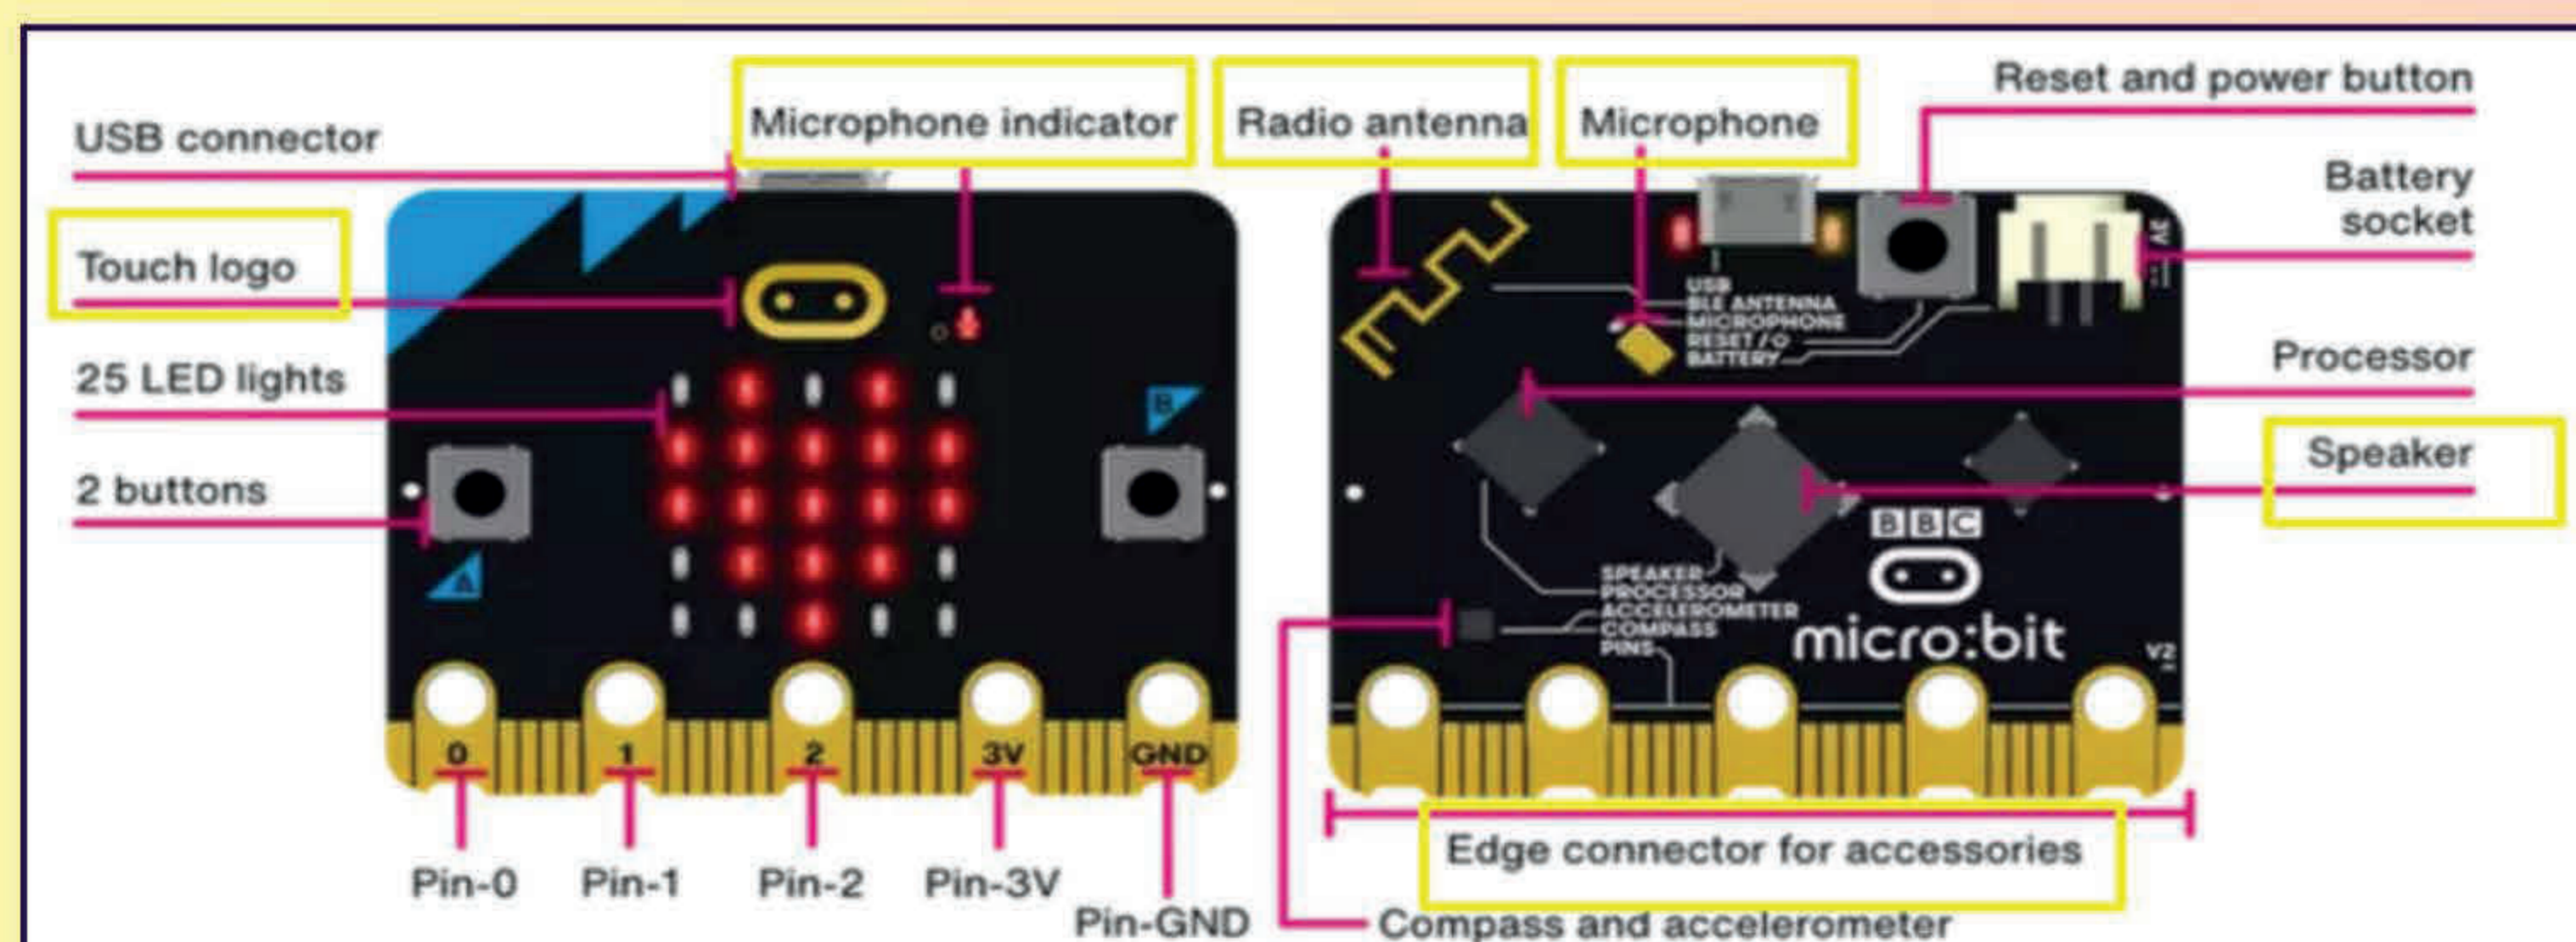 USB connector
Microphone indicator
Radio antenna
Microphone
Reset and power button
Battery
socket
Touch logo
25 LED lights
2 buttons
Processor
Speaker
B
A
0 1 2 3V GND
Pin-0 Pin-1 Pin-2 Pin-3V
Pin-GND
3V
USB
BLE ANTENNA
MICROPHONE
RESET/
BATTERY
BBC
SPEAKER
PROCESSOR
ACCELEROMETER
COMPASS
PINS
micro:bit
V2
Edge connector for accessories
Compass and accelerometer